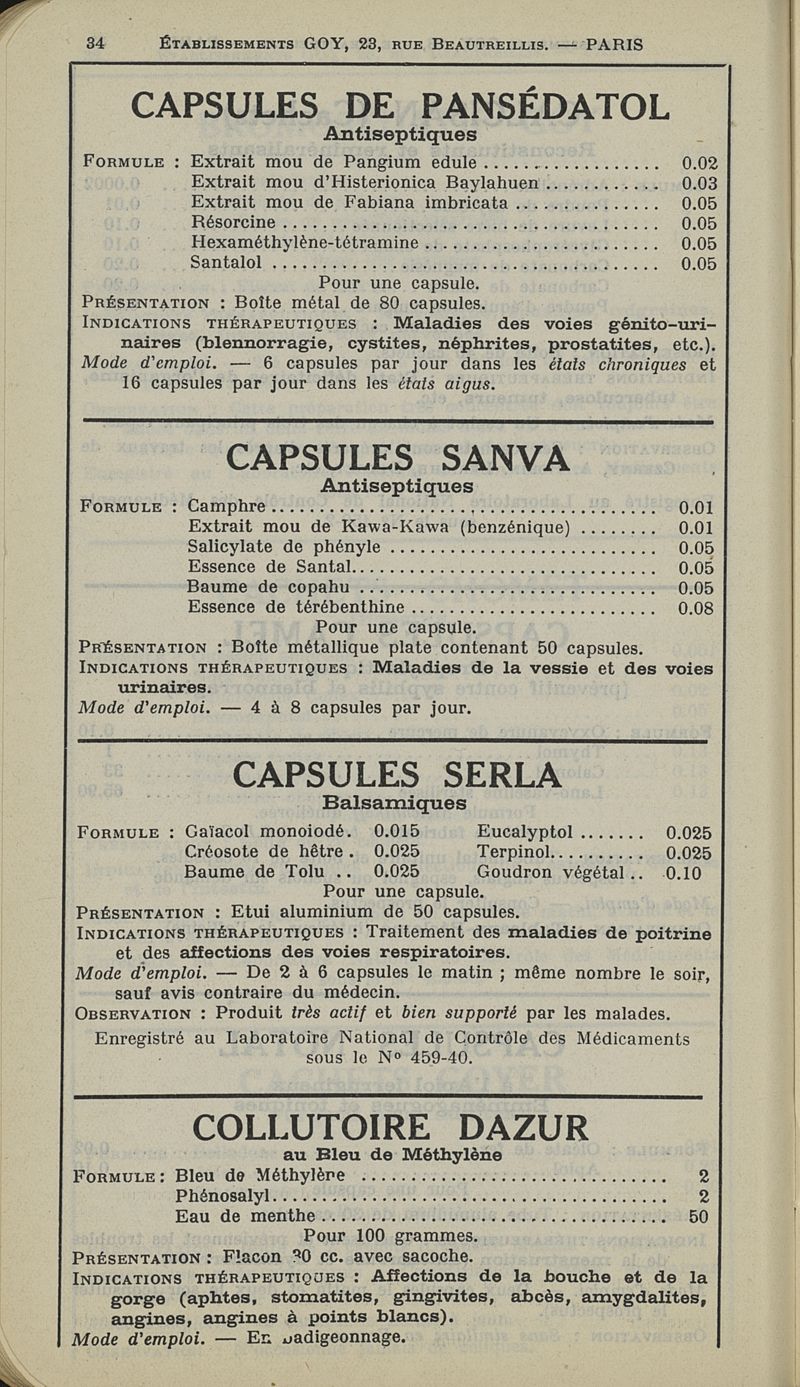 34 ÉTABLISSEMENTS GOY, 23, RUE BEAUTREILLIS. — PARIS
CAPSULES DE PANSÉDATOL
Antiseptiques
FORMULE : Extrait mou de Pangium edule .................. 0.02
Extrait mou d'Histerionica Baylahuen ............ 0.03
Extrait mou de Fabiana imbricata ............... 0.05
Résorcine ...................................... 0.05
Hexaméthylène-tétramine ........................ 0.05
Santalol ....................................... 0.05
Pour une capsule.
PRÉSENTATION : Boîte métal de 80 capsules.
INDICATIONS THÉRAPEUTIQUES : Maladies des voies génito-uri-
naires (blennorragie, cystites, néphrites, prostatites, etc.).
Mode d'emploi. — 6 capsules par jour dans les états chroniques et
16 capsules par jour dans les états aigus.
CAPSULES SANVA
Antiseptiques
FORMULE : Camphre ....................................... 0.01
Extrait mou de Kawa-Kawa (benzénique) ........ 0.01
Salicylate de phényle ........................... 0.05
Essence de Santal............................... 0.05
Baume de copahu .............................. 0.05
Essence de térébenthine ......................... 0.08
Pour une capsule.
PRÉSENTATION : Boîte métallique plate contenant 50 capsules.
INDICATIONS THÉRAPEUTIQUES : Maladies de la vessie et des voies
urinaires.
Mode d'emploi. — 4 à 8 capsules par jour.
CAPSULES SERLA
Balsamiques
FORMULE : Gaïacol monoiodé. 0.015 Eucalyptol ....... 0.025
Créosote de hêtre . 0.025 Terpinol.......... 0.025
Baume de Tolu .. 0.025 Goudron végétal .. 0.10
Pour une capsule.
PRÉSENTATION : Etui aluminium de 50 capsules.
INDICATIONS THÉRAPEUTIQUES : Traitement des maladies de poitrine
et des affections des voies respiratoires.
Mode d'emploi. — De 2 à 6 capsules le matin ; même nombre le soir,
sauf avis contraire du médecin.
OBSERVATION : Produit très actif et bien supporté par les malades.
Enregistré au Laboratoire National de Contrôle des Médicaments
sous le Nº 459-40.
COLLUTOIRE DAZUR
au Bleu de Méthylène
FORMULE : Bleu de Méthylène ............................... 2
Phénosalyl........................................ 2
Eau de menthe ................................... 50
Pour 100 grammes.
PRÉSENTATION : Flacon cc. avec sacoche.
INDICATIONS THÉRAPEUTIQUES : Affections de la bouche et de la
gorge (aphtes, stomatites, gingivites, abcès, amygdalites,
angines, angines à points blancs).
Mode d'emploi. — En badigeonnage.